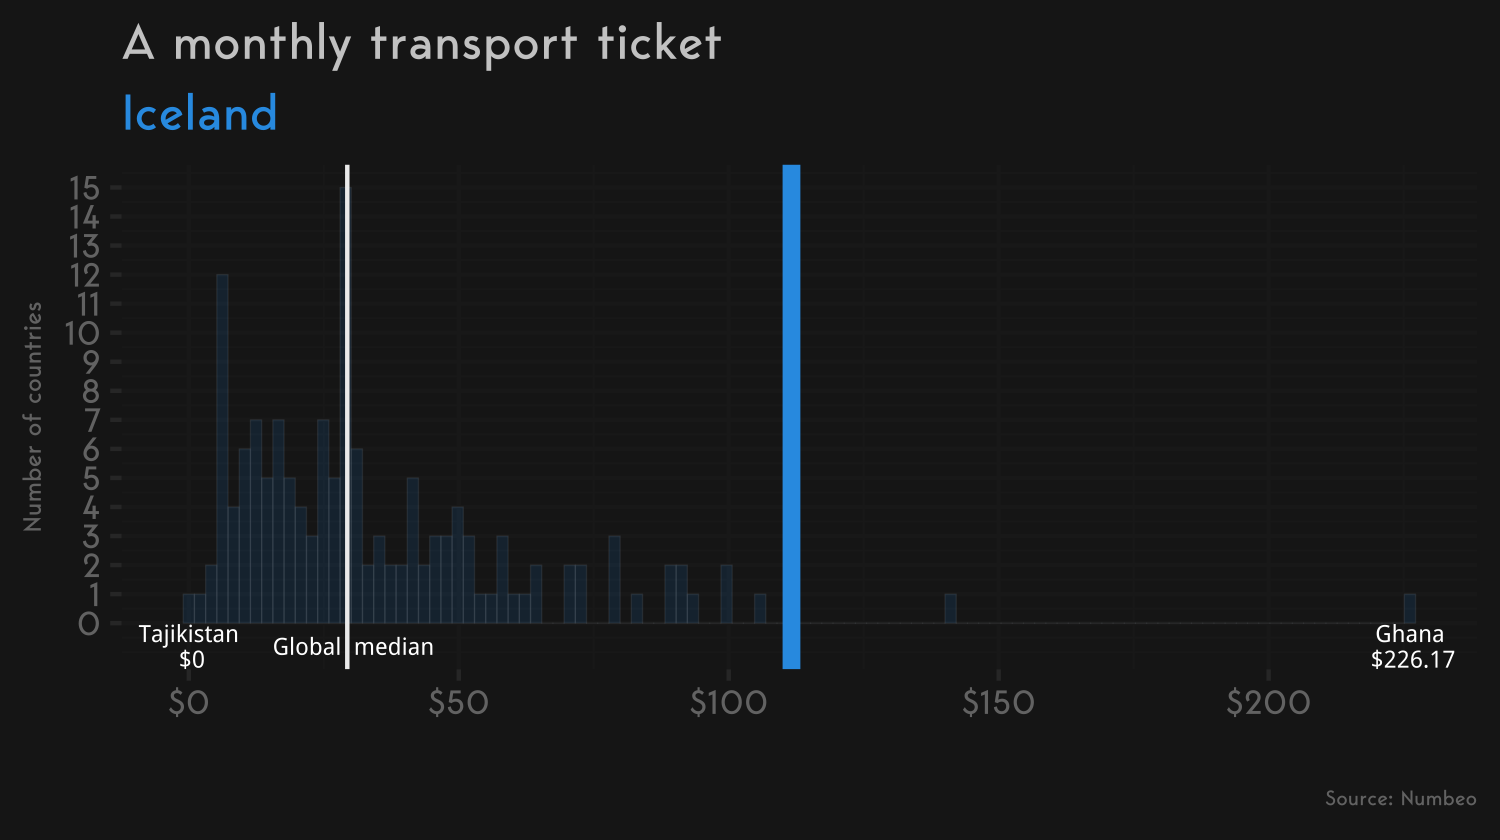 A monthly transport ticket
Iceland
Number of countries
15
14
13
12
11
10
9
8
7
6
5
4
3
2
1
0
Tajikistan
$0
Global median
Ghana
$226.17
$0 $50 $100 $150 $200
Source: Numbeo